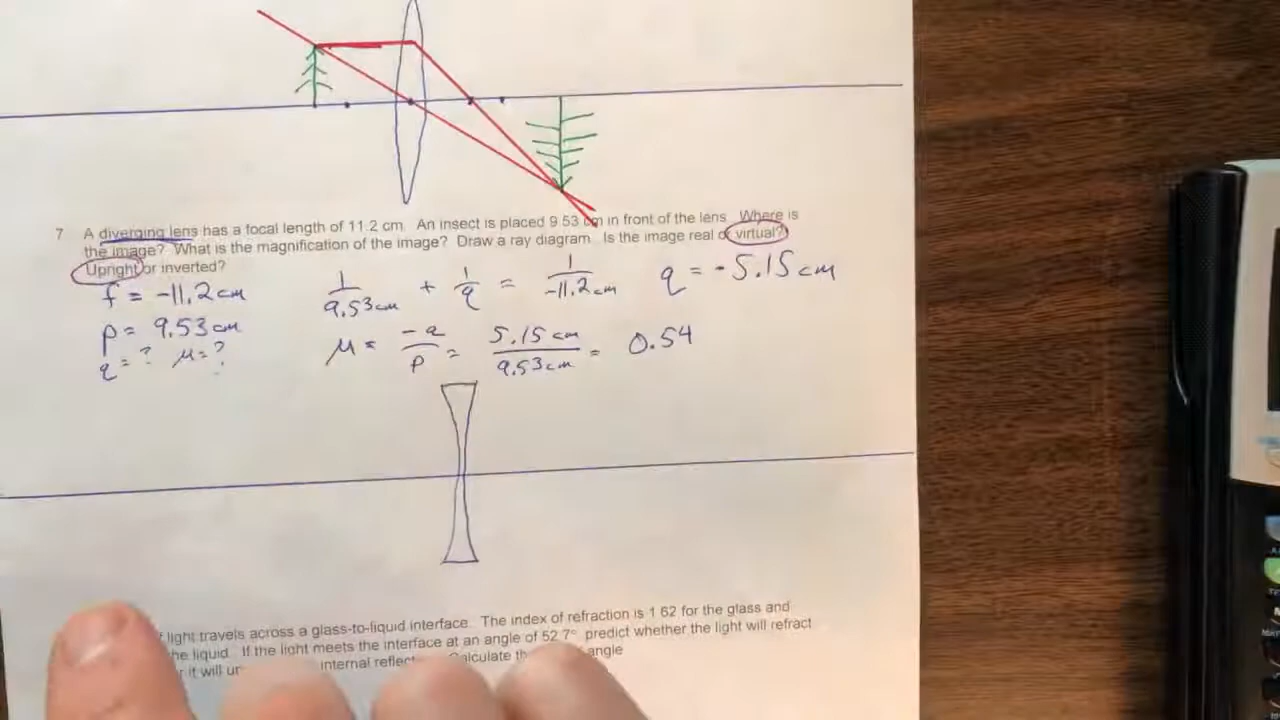 7 A diverging lens has a focal length of 11.2 cm. An insect is placed 9.53 cm in front of the lens. Where is
the image? What is the magnification of the image? Draw a ray diagram. Is the image real or virtual?
Upright or inverted?
f = -11.2 cm
p = 9.53 cm
q = ? M = ?
1/9.53 cm + 1/q = 1/-11.2 cm q = -5.15 cm
M = -q/p = 5.15 cm/9.53 cm = 0.54
light travels across a glass-to-liquid interface. The index of refraction is 1.62 for the glass and
the liquid. If the light meets the interface at an angle of 52.7° predict whether the light will refract
it will internal angle